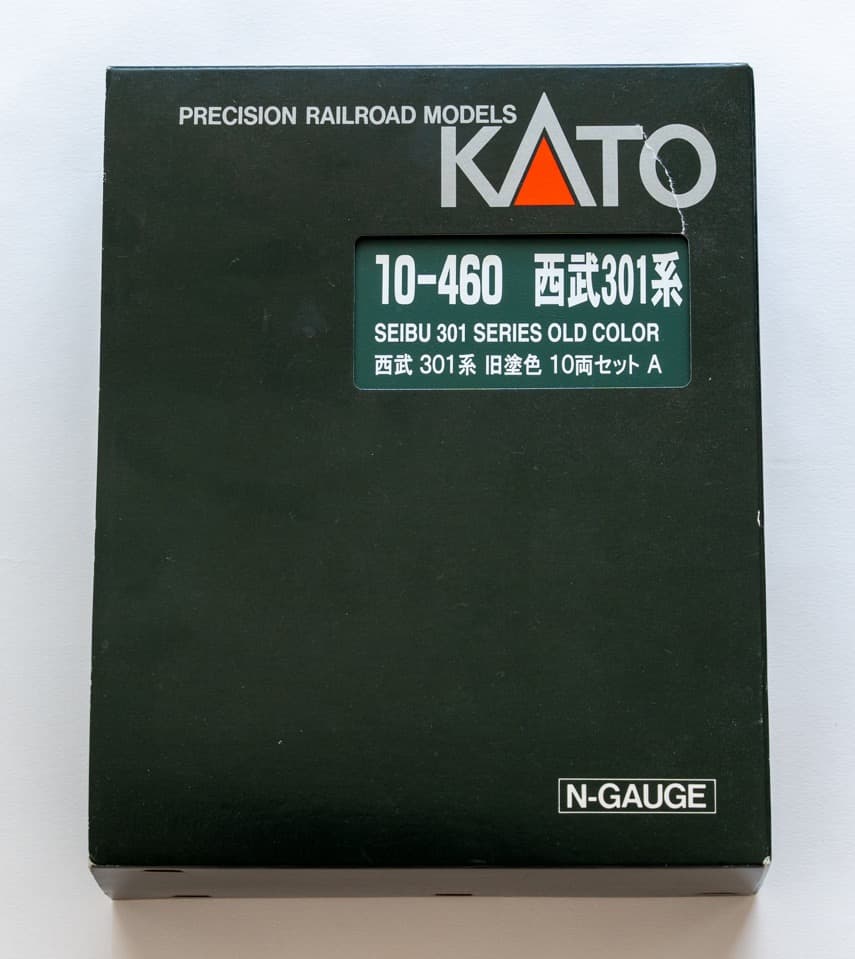 PRECISION RAILROAD MODELS
KATO
10-460 西武301系
SEIBU 301 SERIES OLD COLOR
西武 301系 旧塗色 10両セット A
N-GAUGE